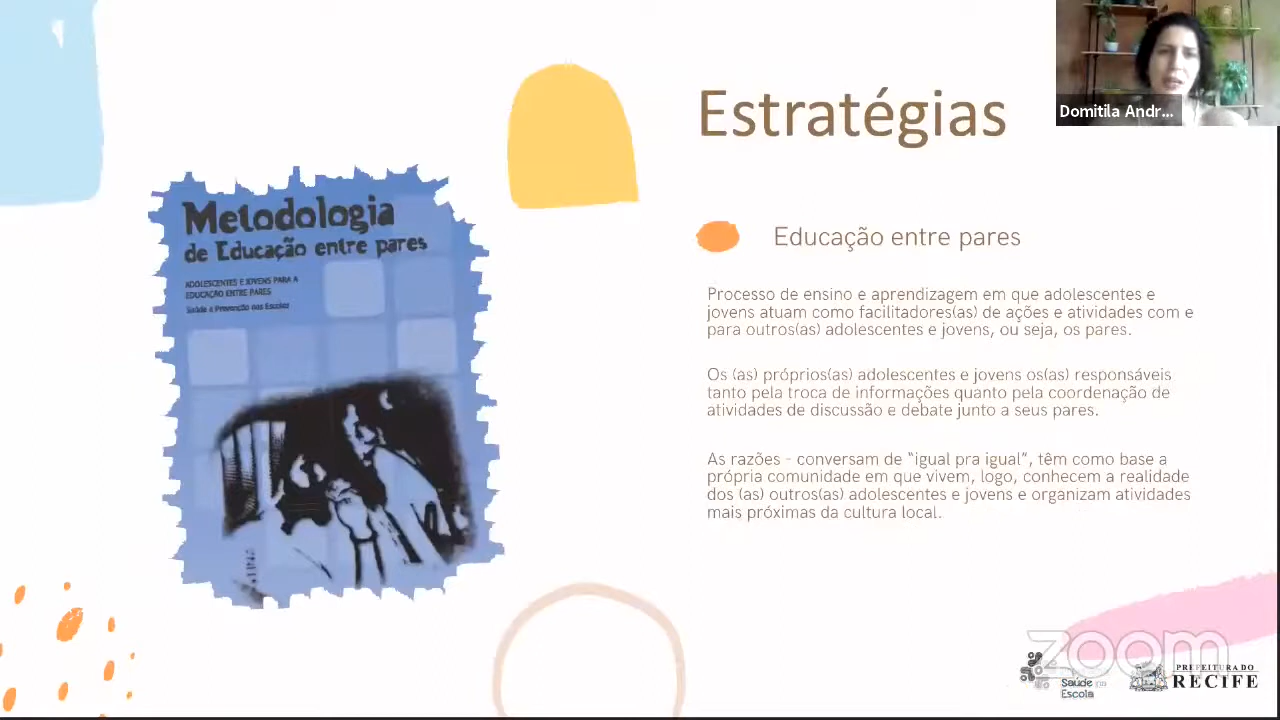 Estratégias
Domitila Andr...
Metodologia
de Educação entre pares
ADOLESCENTES E JOVENS PARA A
EDUCAÇÃO ENTRE PARES
Saúde e Prevenção nas Escolas
Educação entre pares
Processo de ensino e aprendizagem em que adolescentes e
jovens atuam como facilitadores(as) de ações e atividades com e
para outros(as) adolescentes e jovens, ou seja, os pares.
Os (as) próprios(as) adolescentes e jovens os(as) responsáveis
tanto pela troca de informações quanto pela coordenação de
atividades de discussão e debate junto a seus pares.
As razões - conversam de “igual pra igual”, têm como base a
própria comunidade em que vivem, logo, conhecem a realidade
dos (as) outros(as) adolescentes e jovens e organizam atividades
mais próximas da cultura local.
zoom
Saúde na
Escola
PREFEITURA DO
RECIFE